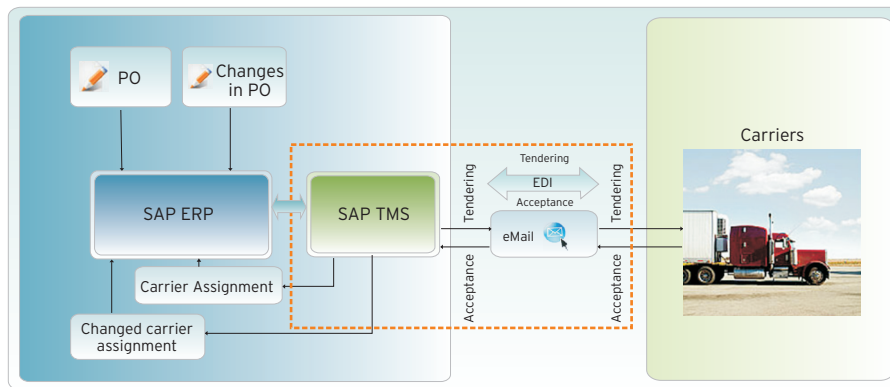 PO
Changes
in PO
Carriers
Tendering
EDI
Acceptance
Tendering
Tendering
SAP ERP
SAP TMS
eMail
Carrier Assignment
Acceptance
Acceptance
Changed carrier
assignment